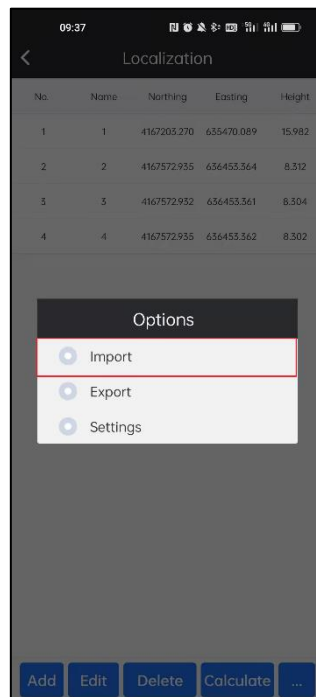 09:37
Localization
No. Name Northing Easting Height
1 1 4167203.270 635470.089 15.982
2 2 4167572.935 636453.364 8.312
3 3 4167572.932 636453.361 8.304
4 4 4167572.935 636453.362 8.302
Options
Import
Export
Settings
Add Edit Delete Calculate ...